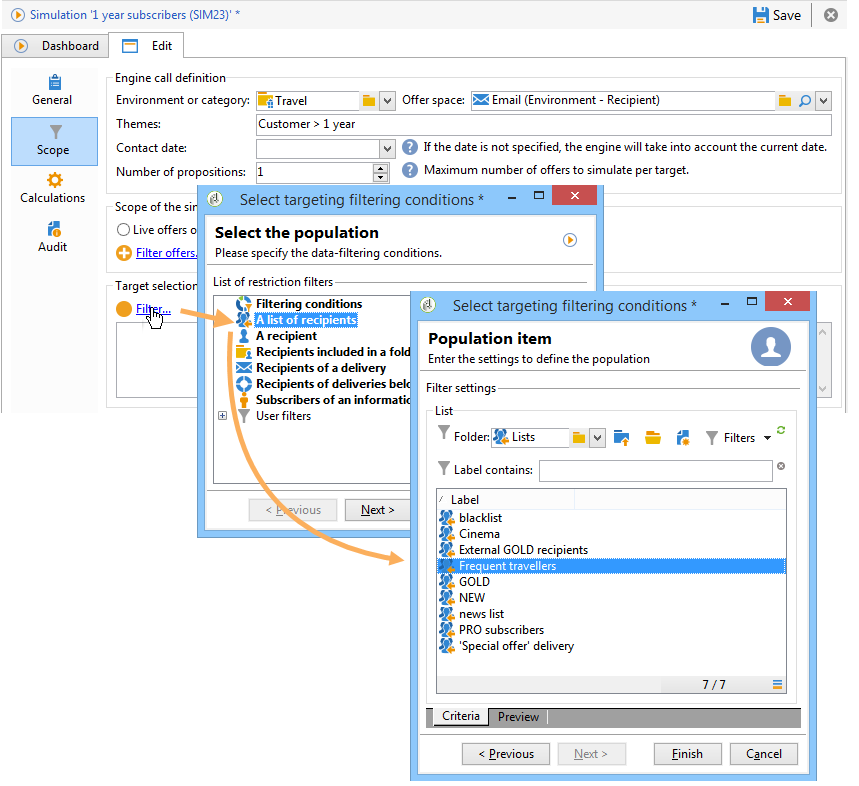 Simulation '1 year subscribers (SIM23)' *
Save
Dashboard
Edit
General
Scope
Calculations
Audit
Engine call definition
Environment or category: Travel
Offer space: Email (Environment - Recipient)
Themes: Customer > 1 year
Contact date:
If the date is not specified, the engine will take into account the current date.
Number of propositions: 1
Maximum number of offers to simulate per target.
Scope of the sim
Live offers o
Filter offers.
Target selection
Filter...
Select targeting filtering conditions *
Select the population
Please specify the data-filtering conditions.
List of restriction filters
Filtering conditions
A list of recipients
A recipient
Recipients included in a fold
Recipients of a delivery
Recipients of deliveries belo
Subscribers of an informatio
User filters
< Previous
Next >
Select targeting filtering conditions *
Population item
Enter the settings to define the population
Filter settings
List
Folder: Lists
Filters
Label contains:
Label
blacklist
Cinema
External GOLD recipients
Frequent travellers
GOLD
NEW
news list
PRO subscribers
'Special offer' delivery
7 / 7
Criteria
Preview
< Previous
Next >
Finish
Cancel